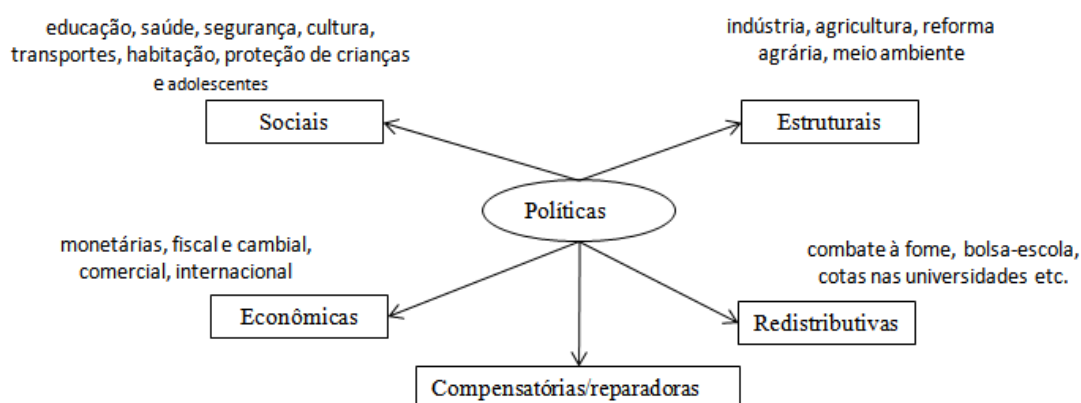 educação, saúde, segurança, cultura,
transportes, habitação, proteção de crianças
e adolescentes
Sociais
indústria, agricultura, reforma
agrária, meio ambiente
Estruturais
Políticas
monetárias, fiscal e cambial,
comercial, internacional
Econômicas
combate à fome, bolsa-escola,
cotas nas universidades etc.
Redistributivas
Compensatórias/reparadoras